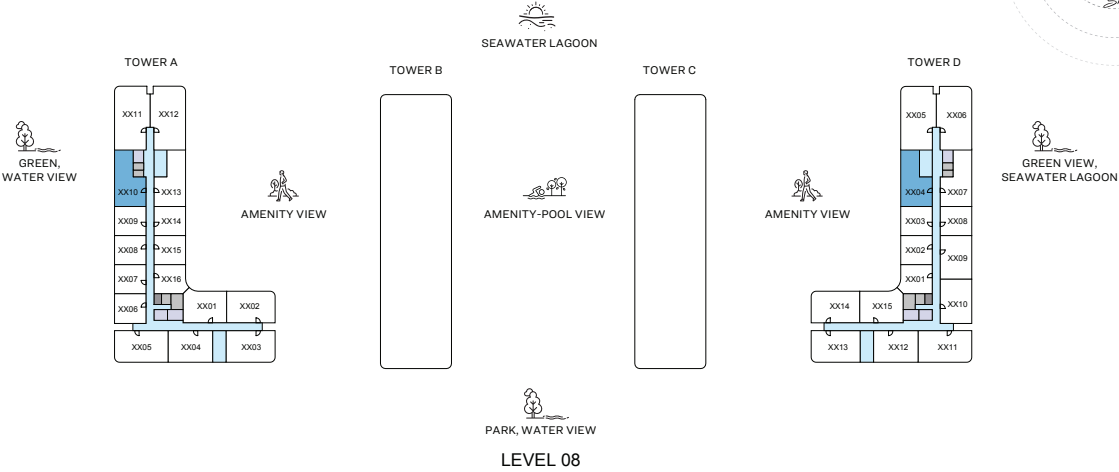 SEAWATER LAGOON
TOWER A
TOWER B
TOWER C
TOWER D
XX11
XX12
XX05
XX06
GREEN,
WATER VIEW
GREEN VIEW,
SEAWATER LAGOON
XX10
XX13
XX04
XX07
AMENITY VIEW
AMENITY-POOL VIEW
AMENITY VIEW
XX09
XX14
XX03
XX08
XX08
XX15
XX02
XX09
XX07
XX16
XX01
XX06
XX01
XX02
XX14
XX15
XX10
XX05
XX04
XX03
XX13
XX12
XX11
PARK, WATER VIEW
LEVEL 08